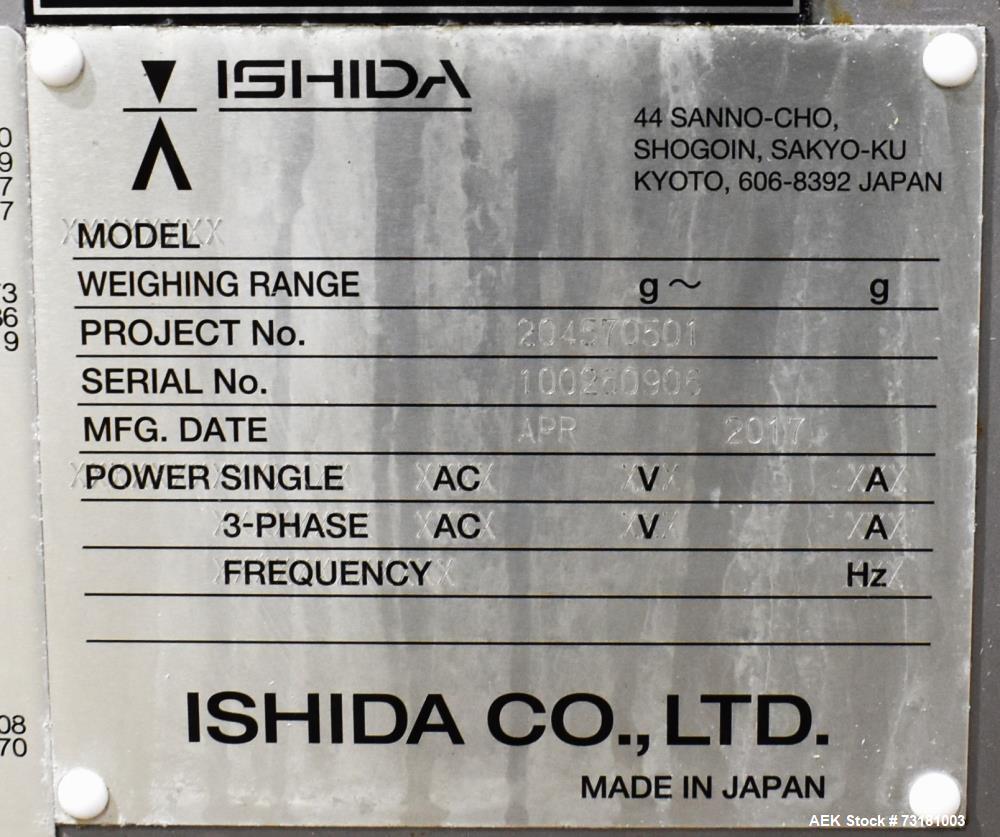 ISHIDA
44 SANNO-CHO,
SHOGOIN, SAKYO-KU
KYOTO, 606-8392 JAPAN
MODEL
WEIGHING RANGE g～ g
PROJECT No.
SERIAL No.
MFG. DATE APR 2017
POWER SINGLE AC V A
3-PHASE AC V A
FREQUENCY Hz
ISHIDA CO., LTD.
MADE IN JAPAN
AEK Stock # 73181003